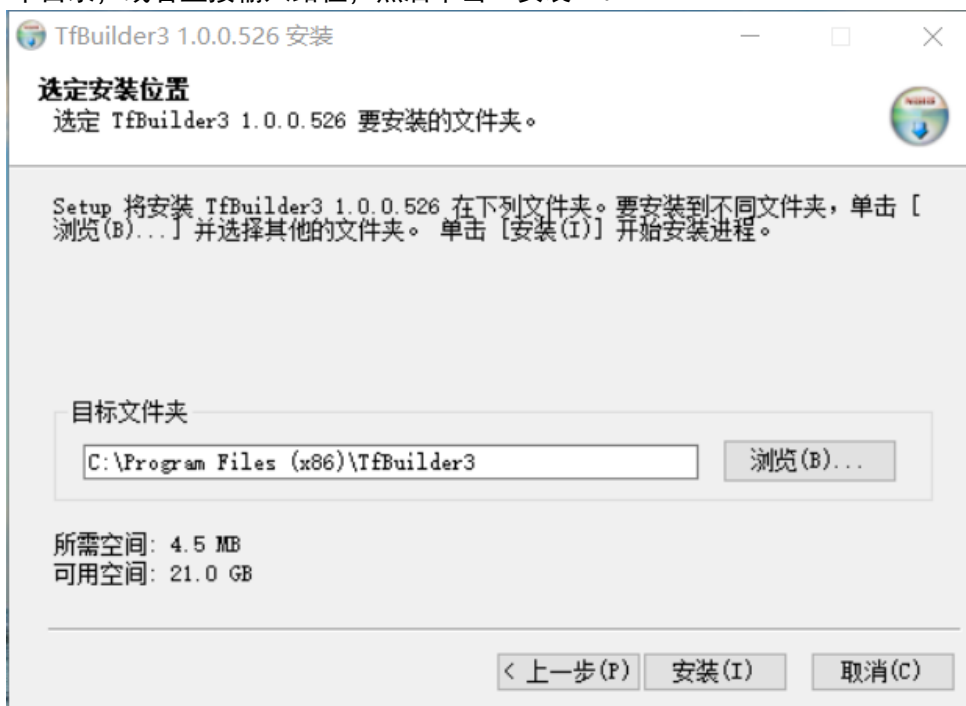 TfBuilder3 1.0.0.526 安装
选定安装位置
选定 TfBuilder3 1.0.0.526 要安装的文件夹。
Setup 将安装 TfBuilder3 1.0.0.526 在下列文件夹。要安装到不同文件夹，单击 [
浏览(B)...] 并选择其他的文件夹。 单击 [安装(I)] 开始安装进程。
目标文件夹
C:\Program Files (x86)\TfBuilder3
浏览(B)...
所需空间: 4.5 MB
可用空间: 21.0 GB
< 上一步(P)
安装(I)
取消(C)